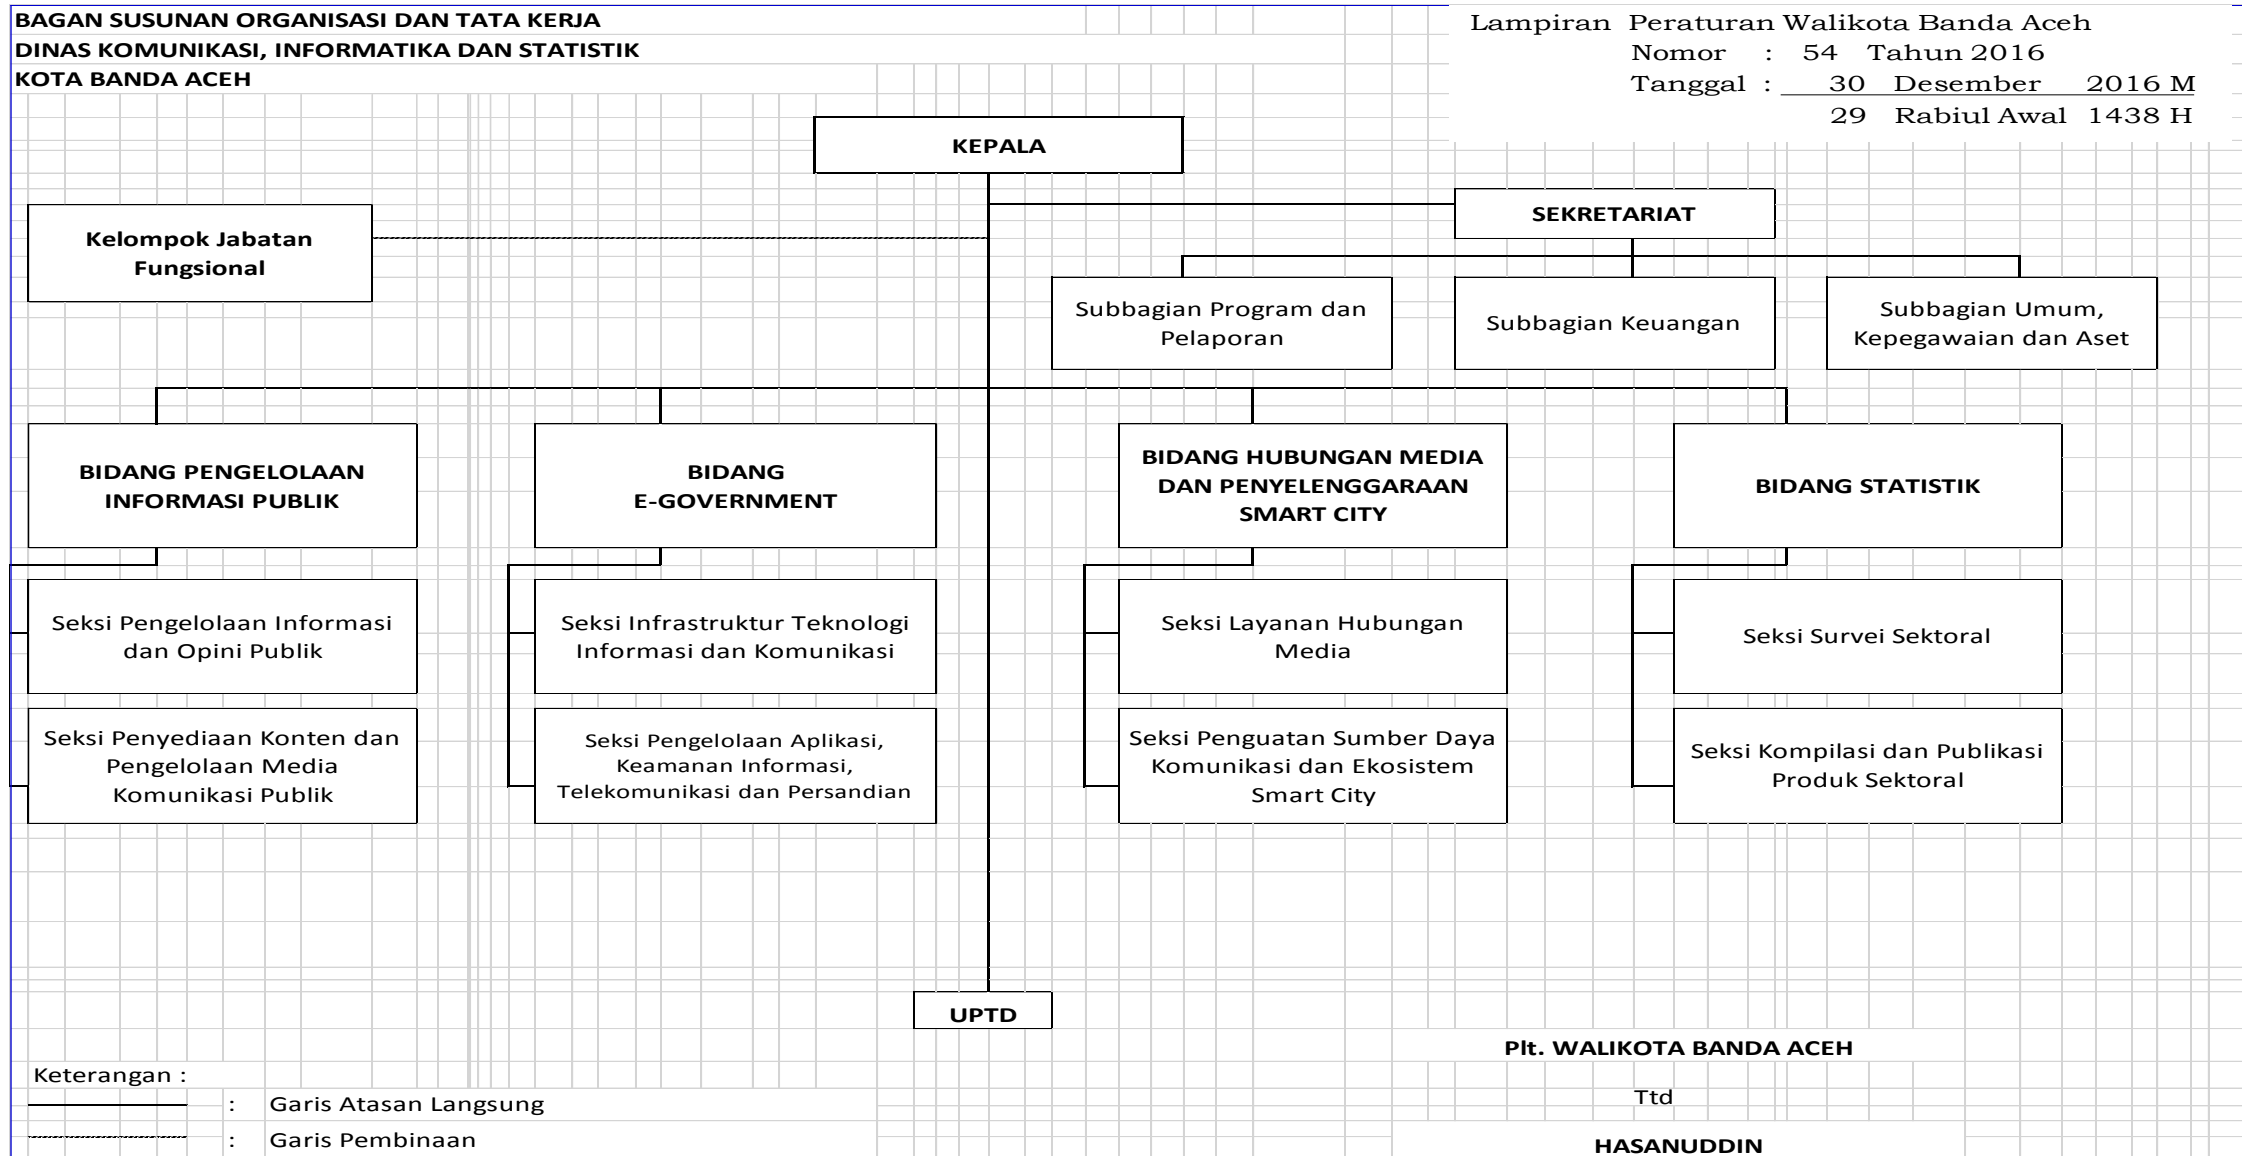 BAGAN SUSUNAN ORGANISASI DAN TATA KERJA
DINAS KOMUNIKASI, INFORMATIKA DAN STATISTIK
KOTA BANDA ACEH
Lampiran Peraturan Walikota Banda Aceh
Nomor : 54 Tahun 2016
Tanggal : 30 Desember 2016 M
29 Rabiul Awal 1438 H
KEPALA
SEKRETARIAT
Kelompok Jabatan
Fungsional
Subbagian Program dan
Pelaporan
Subbagian Keuangan
Subbagian Umum,
Kepegawaian dan Aset
BIDANG PENGELOLAAN
INFORMASI PUBLIK
BIDANG
E-GOVERNMENT
BIDANG HUBUNGAN MEDIA
DAN PENYELENGGARAAN
SMART CITY
BIDANG STATISTIK
Seksi Pengelolaan Informasi
dan Opini Publik
Seksi Infrastruktur Teknologi
Informasi dan Komunikasi
Seksi Layanan Hubungan
Media
Seksi Survei Sektoral
Seksi Penyediaan Konten dan
Pengelolaan Media
Komunikasi Publik
Seksi Pengelolaan Aplikasi,
Keamanan Informasi,
Telekomunikasi dan Persandian
Seksi Penguatan Sumber Daya
Komunikasi dan Ekosistem
Smart City
Seksi Kompilasi dan Publikasi
Produk Sektoral
UPTD
Plt. WALIKOTA BANDA ACEH
Ttd
HASANUDDIN
Keterangan :
: Garis Atasan Langsung
: Garis Pembinaan